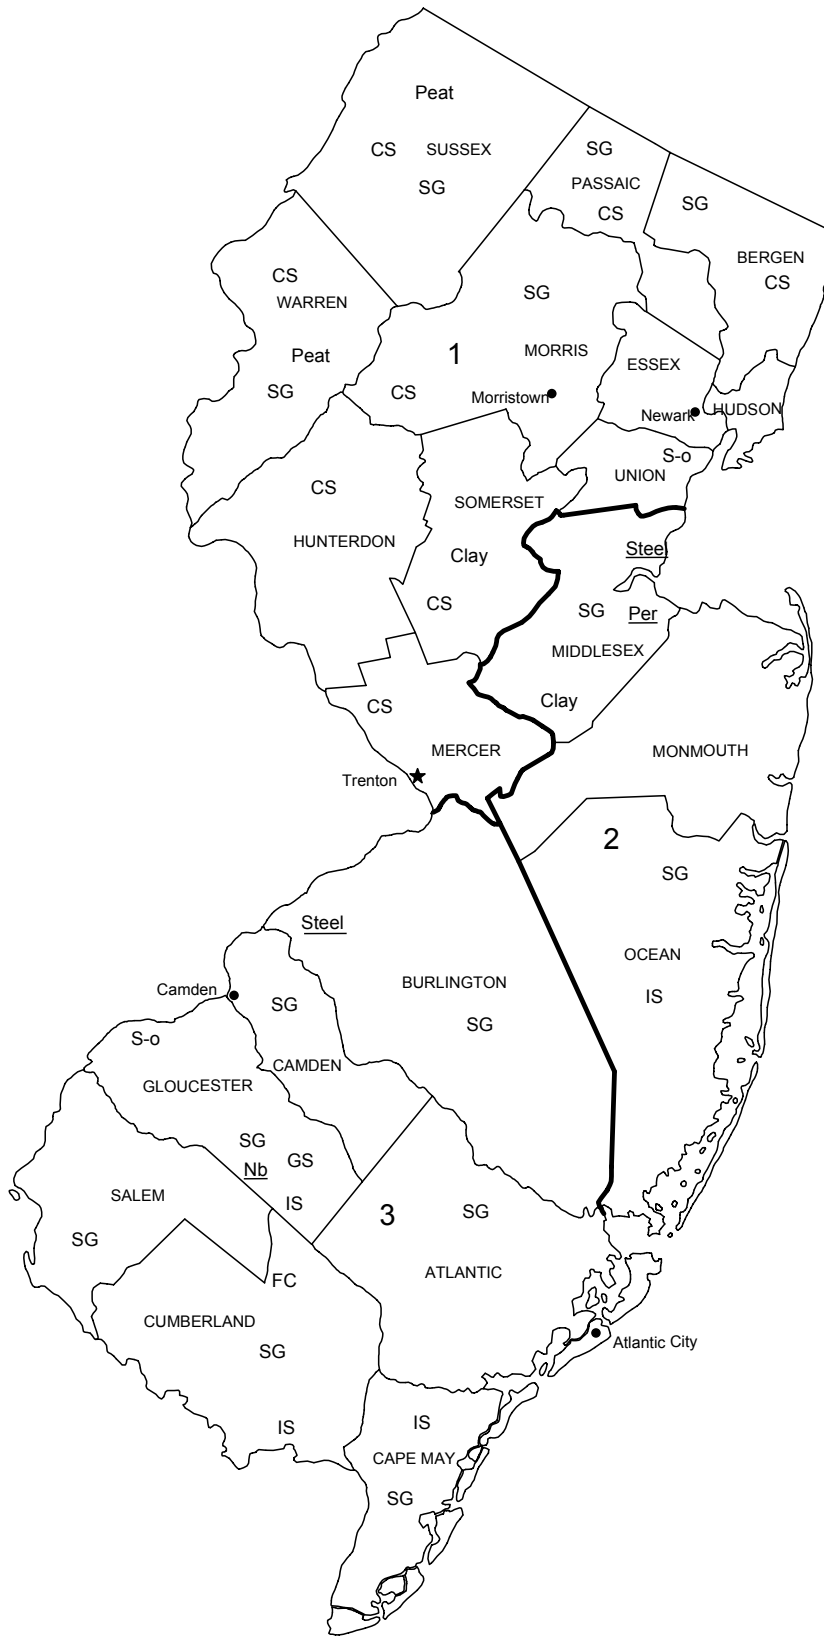 Peat
CS SUSSEX
SG
SG
PASSAIC
CS
SG
BERGEN
CS
CS
WARREN
Peat
SG
SG
1
MORRIS
CS
Morristown
ESSEX
Newark
HUDSON
S-o
UNION
CS
HUNTERDON
SOMERSET
Clay
CS
Steel
SG Per
MIDDLESEX
Clay
CS
MERCER
Trenton
MONMOUTH
2
SG
OCEAN
IS
Steel
BURLINGTON
SG
Camden
SG
CAMDEN
S-o
GLOUCESTER
SG
GS
Nb
IS
SALEM
SG
3
SG
ATLANTIC
FC
CUMBERLAND
SG
IS
Atlantic City
IS
CAPE MAY
SG